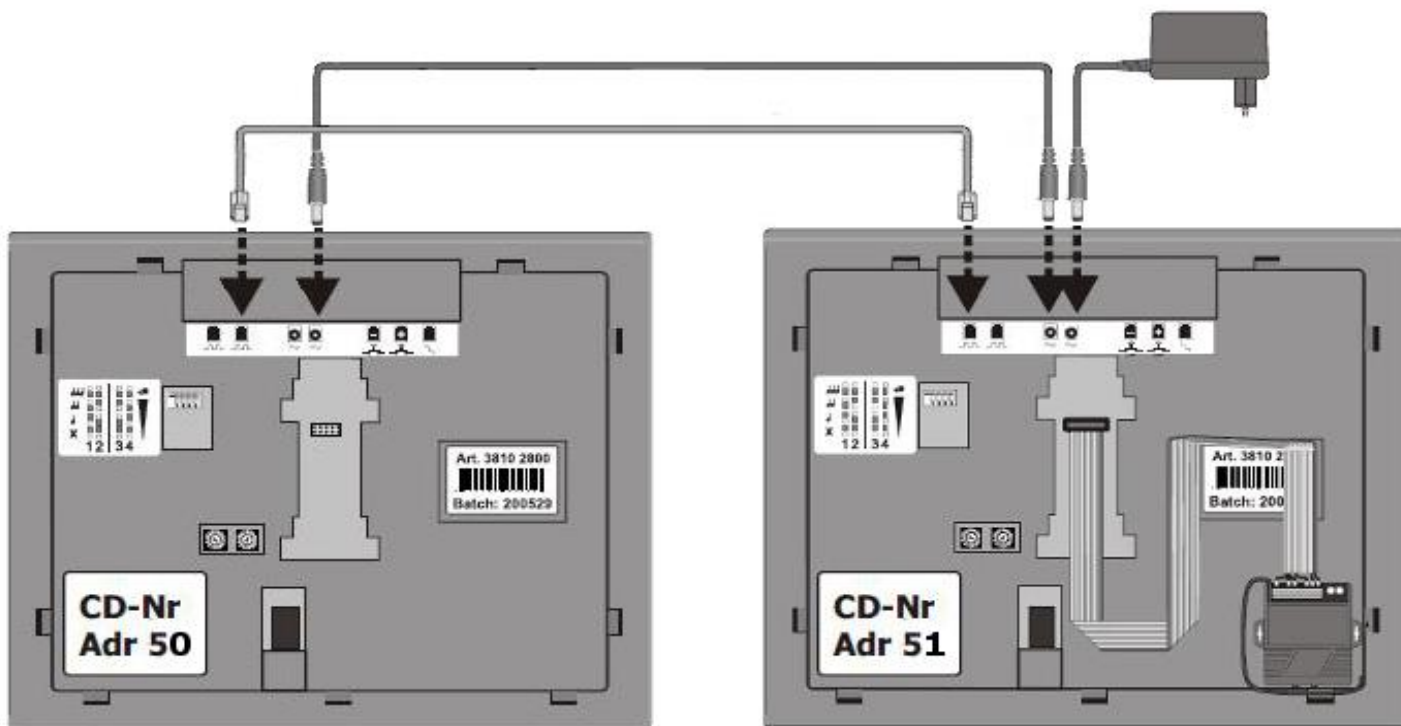 12 34
Art. 3810 2800
Batch: 200529
CD-Nr
Adr 50
12 34
Art. 3810 2
Batch: 200
CD-Nr
Adr 51